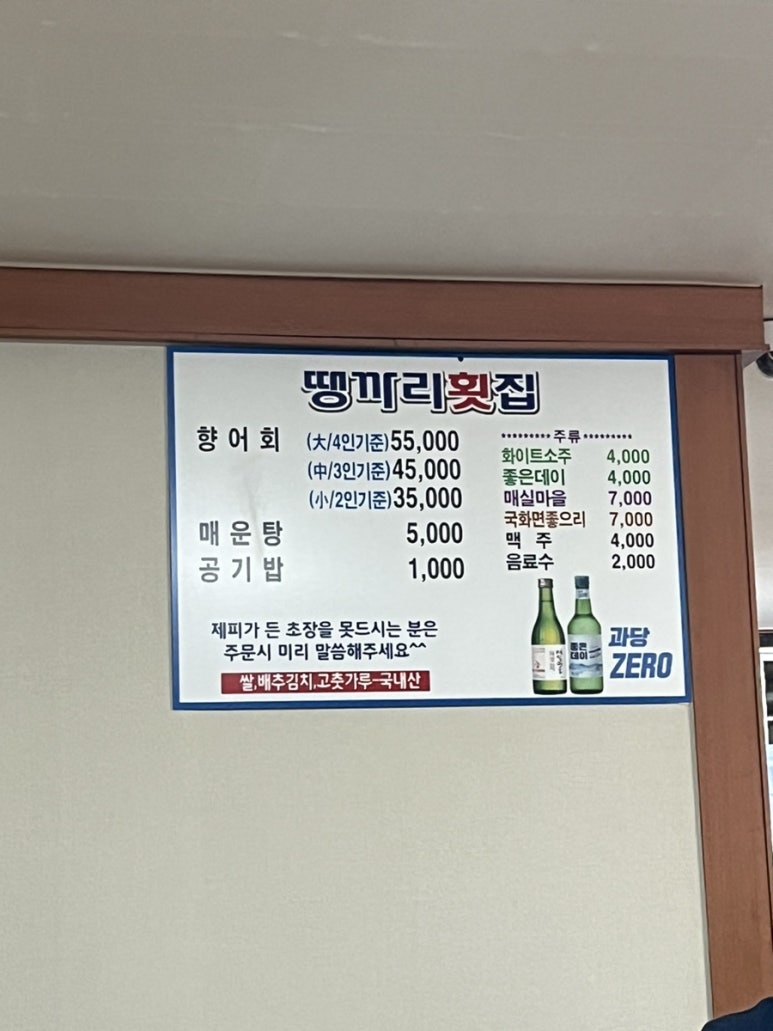 땡까리횟집
향어회 (大/4인기준) 55,000
(中/3인기준) 45,000
(小/2인기준) 35,000
매운탕 5,000
공기밥 1,000
제피가 든 초장을 못드시는 분은
주문시 미리 말씀해주세요^^
쌀,배추김치,고춧가루-국내산
********* 주류 *********
화이트소주 4,000
좋은데이 4,000
매실마을 7,000
국화면좋으리 7,000
맥 주 4,000
음료수 2,000
좋은
데이
과당
ZERO